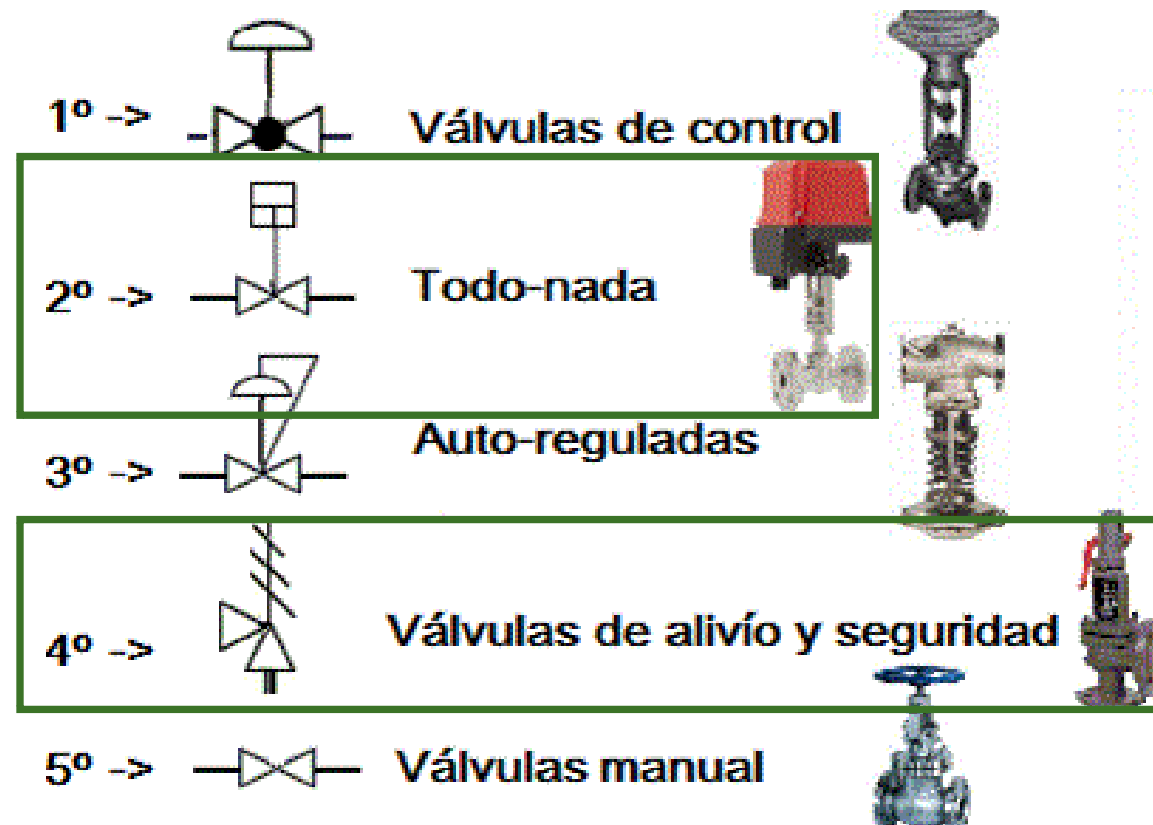 1º -> Válvulas de control
2º -> Todo-nada
3º -> Auto-reguladas
4º -> Válvulas de alivío y seguridad
5º -> Válvulas manual